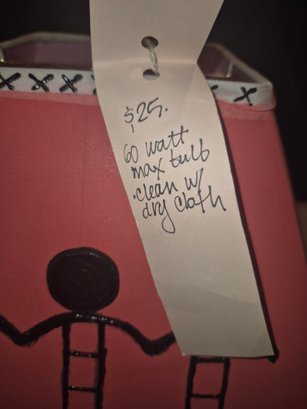 $25.
60 watt
max bulb
·clean w/
dry cloth